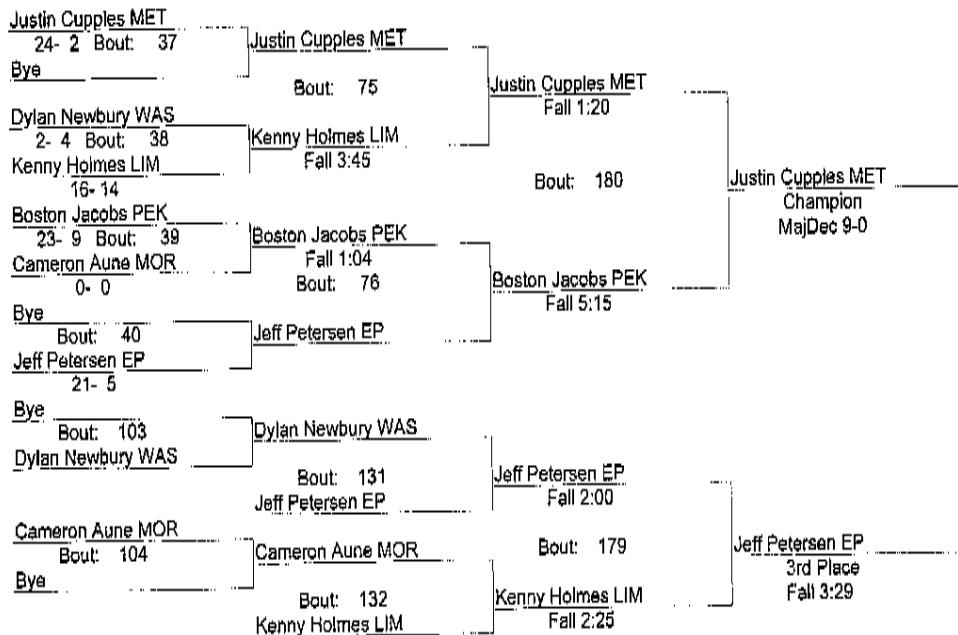 Justin Cupples MET
24- 2 Bout: 37
Bye
Justin Cupples MET
Bout: 75
Dylan Newbury WAS
2- 4 Bout: 38
Kenny Holmes LIM
16- 14
Kenny Holmes LIM
Fall 3:45
Justin Cupples MET
Fall 1:20
Bout: 180
Boston Jacobs PEK
23- 9 Bout: 39
Cameron Aune MOR
0- 0
Boston Jacobs PEK
Fall 1:04
Bout: 76
Bye
Bout: 40
Jeff Petersen EP
21- 5
Jeff Petersen EP
Boston Jacobs PEK
Fall 5:15
Justin Cupples MET
Champion
MajDec 9-0
Bye
Bout: 103
Dylan Newbury WAS
Dylan Newbury WAS
Bout: 131
Jeff Petersen EP
Jeff Petersen EP
Fall 2:00
Bout: 179
Cameron Aune MOR
Bout: 104
Bye
Cameron Aune MOR
Bout: 132
Kenny Holmes LIM
Kenny Holmes LIM
Fall 2:25
Jeff Petersen EP
3rd Place
Fall 3:29